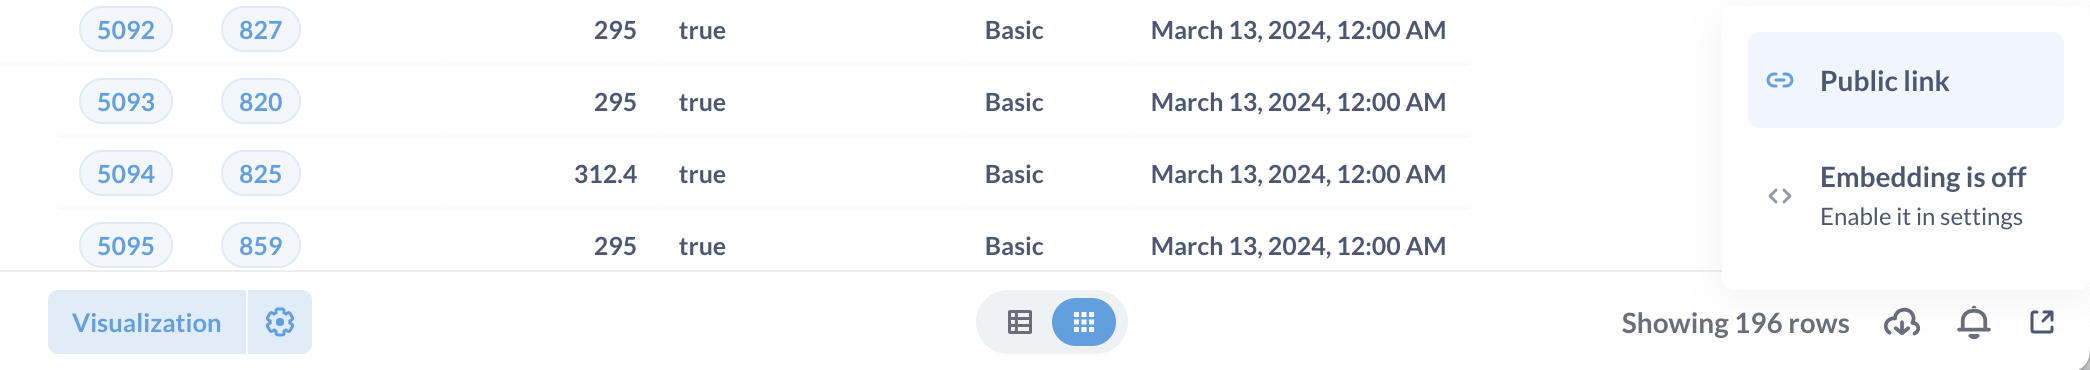 5092 827 295 true Basic March 13, 2024, 12:00 AM
Public link
5093 820 295 true Basic March 13, 2024, 12:00 AM
5094 825 312.4 true Basic March 13, 2024, 12:00 AM
Embedding is off
Enable it in settings
5095 859 295 true Basic March 13, 2024, 12:00 AM
Visualization
Showing 196 rows